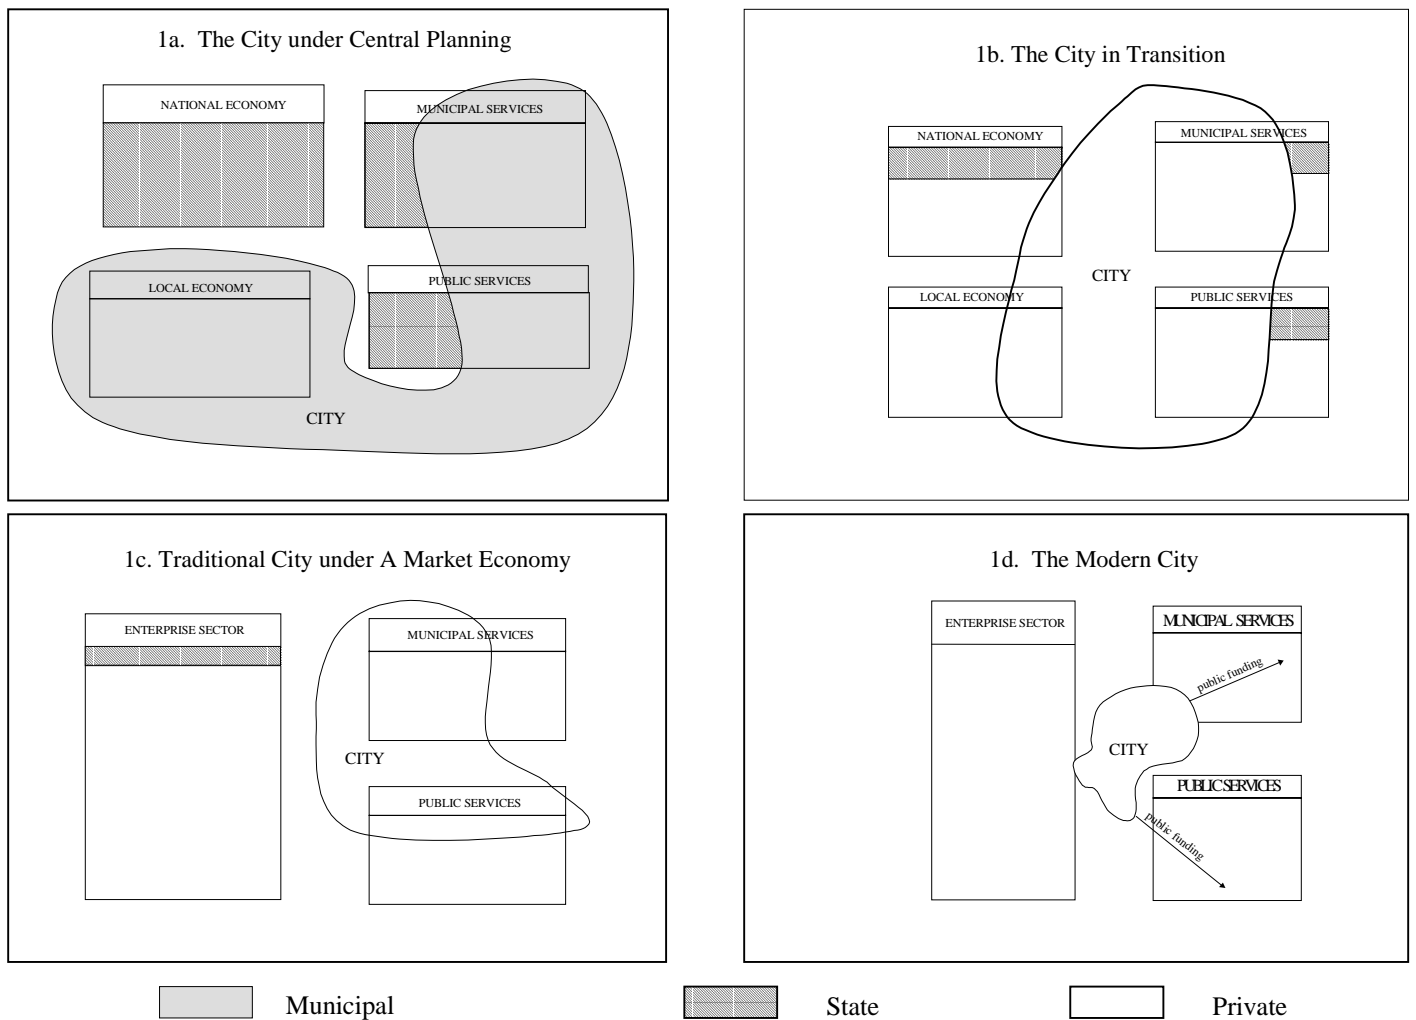 1a. The City under Central Planning
NATIONAL ECONOMY
MUNICIPAL SERVICES
LOCAL ECONOMY
PUBLIC SERVICES
CITY
1b. The City in Transition
NATIONAL ECONOMY
MUNICIPAL SERVICES
CITY
LOCAL ECONOMY
PUBLIC SERVICES
1c. Traditional City under A Market Economy
ENTERPRISE SECTOR
MUNICIPAL SERVICES
CITY
PUBLIC SERVICES
1d. The Modern City
ENTERPRISE SECTOR
MUNICIPAL SERVICES
public funding
CITY
PUBLIC SERVICES
public funding
Municipal
State
Private